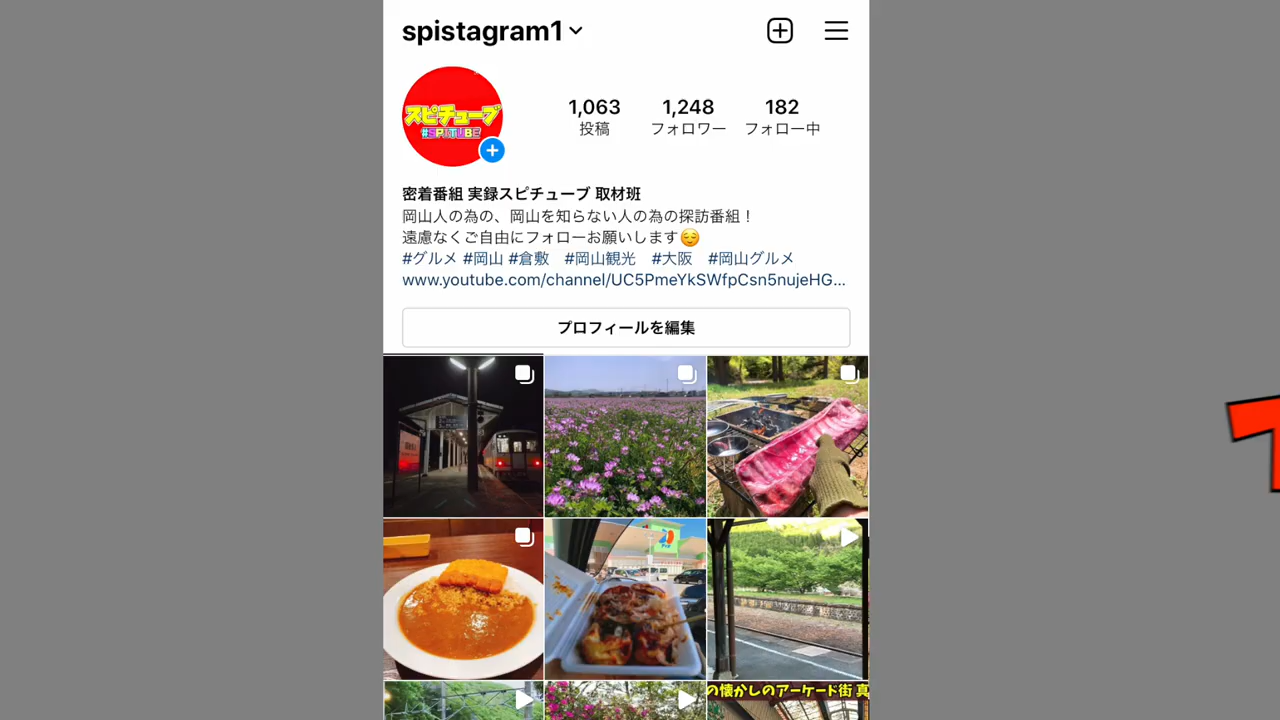 spistagram1
スピチューブ
#SPITUBE
1,063 1,248 182
投稿 フォロワー フォロー中
密着番組 実録スピチューブ 取材班
岡山人の為の、岡山を知らない人の為の探訪番組！
遠慮なくご自由にフォローお願いします😌
#グルメ #岡山 #倉敷 #岡山観光 #大阪 #岡山グルメ
www.youtube.com/channel/UC5PmeYkSWfpCsn5nujeHG...
プロフィールを編集
の懐かしのアーケード街 真